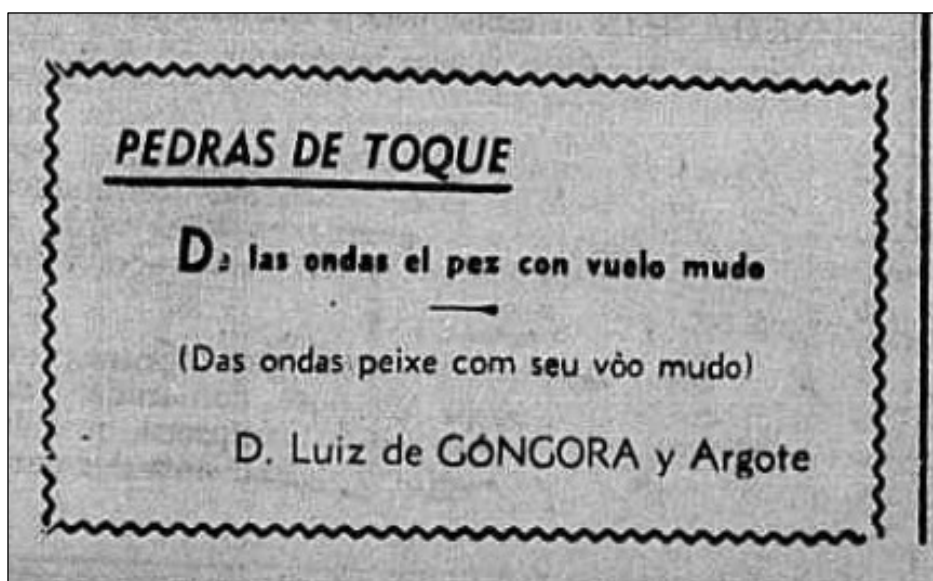 PEDRAS DE TOQUE
De las ondas el pez con vuelo mudo
(Das ondas peixe com seu vôo mudo)
D. Luiz de GÓNGORA y Argote